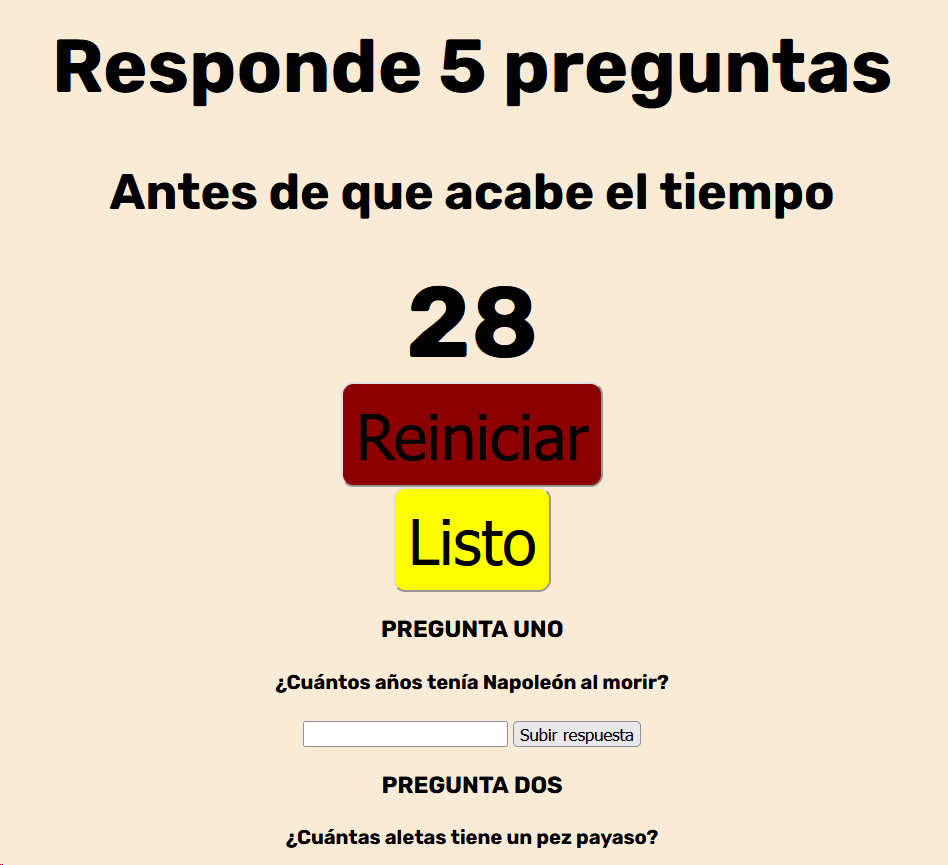 Responde 5 preguntas
Antes de que acabe el tiempo
28
Reiniciar
Listo
PREGUNTA UNO
¿Cuántos años tenía Napoleón al morir?
Subir respuesta
PREGUNTA DOS
¿Cuántas aletas tiene un pez payaso?